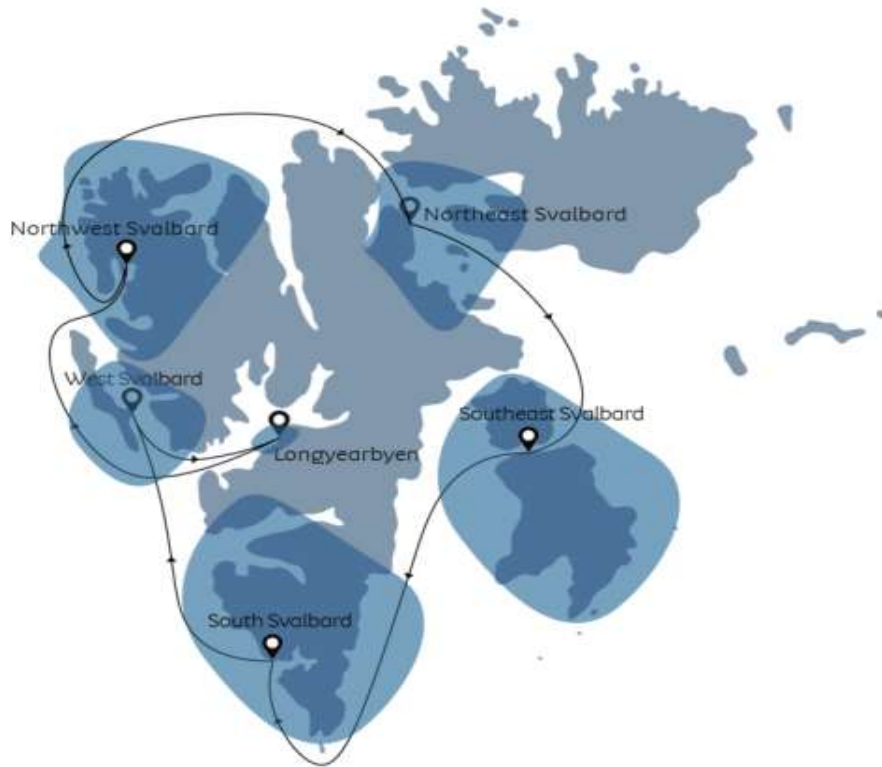 Northeast Svalbard
Northwest Svalbard
West Svalbard
Southeast Svalbard
Longyearbyen
South Svalbard